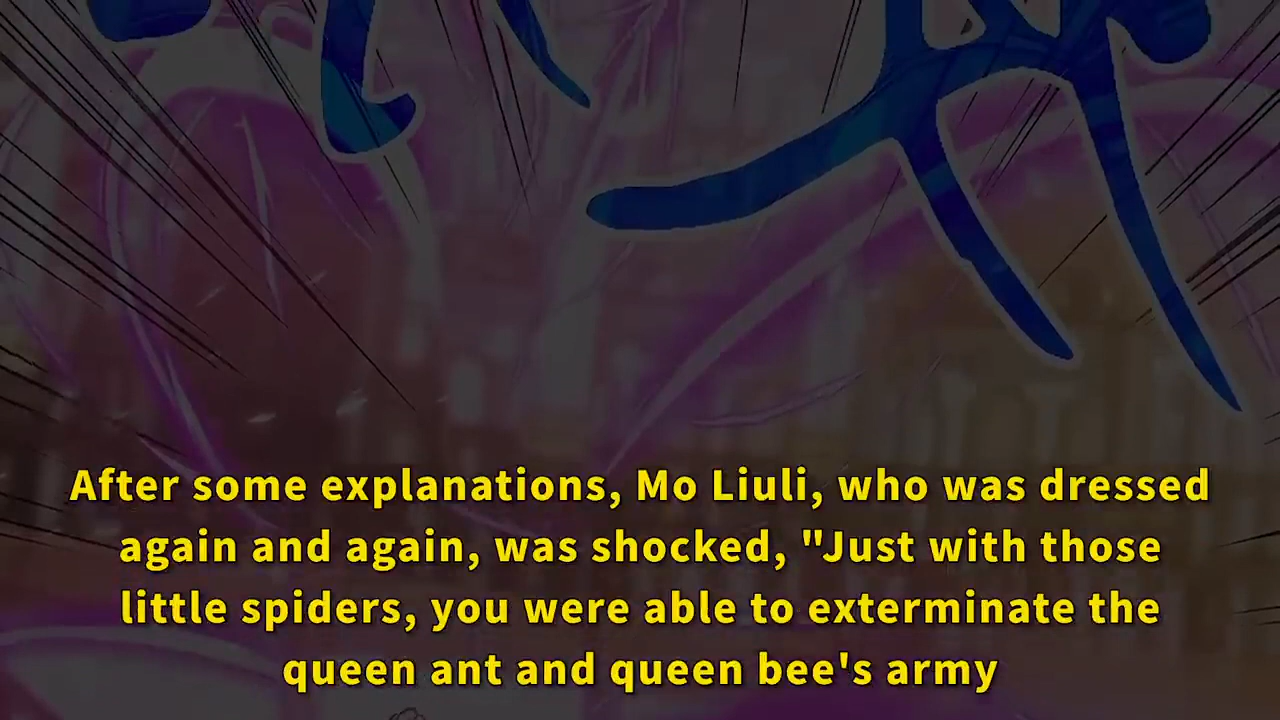 After some explanations, Mo Liuli, who was dressed
again and again, was shocked, "Just with those
little spiders, you were able to exterminate the
queen ant and queen bee's army